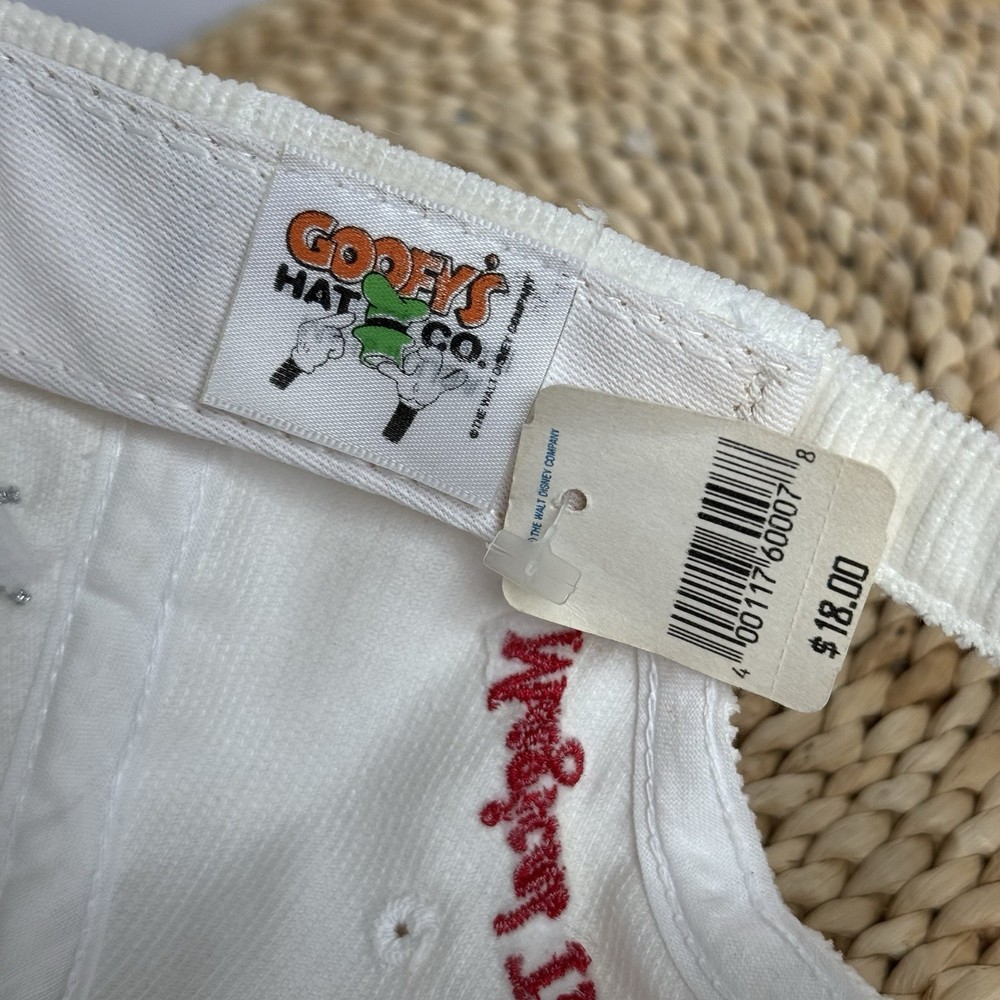 GOOFY'S
HAT CO.
©THE WALT DISNEY COMPANY
THE WALT DISNEY COMPANY
4 00117 60007 8
$18.00